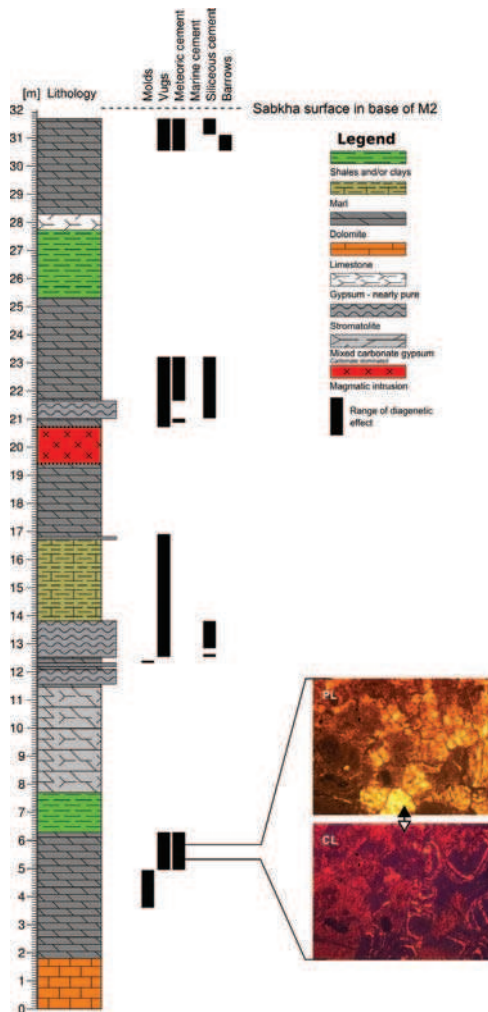 Molds
Vugs
Meteoric cement
Marine cement
Siliceous cement
Barrows
[m] Lithology
Sabkha surface in base of M2
32
31
30
29
28
27
26
25
24
23
22
21
20
19
18
17
16
15
14
13
12
11
10
9
8
7
6
5
4
3
2
1
0
Legend
Shales and/or clays
Marl
Dolomite
Limestone
Gypsum - nearly pure
Stromatolite
Mixed carbonate gypsum
Carbonate dominated
Magmatic intrusion
Range of diagenetic
effect
PL
CL